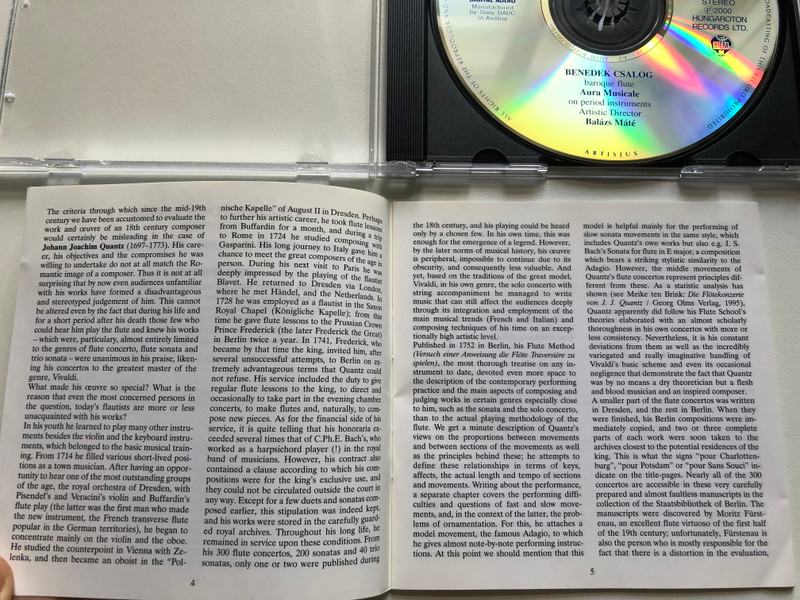 DIGITAL AUDIO
Manufactured
by Sony DADC
in Austria
STEREO
Ⓟ2000
HUNGAROTON
RECORDS LTD.
ALL RIGHTS OF THE
BROADCASTING OF
PROHIBITED
BENEDEK CSALOG
baroque flute
Aura Musicale
on period instruments
Artistic Director
Balázs Máté
ARTISJUS
The criteria through which since the mid-19th
century we have been accustomed to evaluate the
work and œuvre of an 18th century composer
would certainly be misleading in the case of
Johann Joachim Quantz (1697–1773). His care-
er, his objectives and the compromises he was
willing to undertake do not at all match the Ro-
mantic image of a composer. Thus it is not at all
surprising that by now even audiences unfamiliar
with his works have formed a disadvantageous
and stereotyped judgement of him. This cannot
be altered even by the fact that during his life and
for a short period after his death those few who
could hear him play the flute and knew his works
– which were, particulary, almost entirely limited
to the genres of flute concerto, flute sonata and
trio sonata – were unanimous in his praise, liken-
ing his concertos to the greatest master of the
genre, Vivaldi.
What made his œuvre so special? What is the
reason that even the most concerned persons in
the question, today's flautists are more or less
unacquainted with his works?
In his youth he learned to play many other instru-
ments besides the violin and the keyboard instru-
ments, which belonged to the basic musical train-
ing. From 1714 he filled various short-lived posi-
tions as a town musician. After having an oppor-
tunity to hear one of the most outstanding groups
of the age, the royal orchestra of Dresden, with
Pisendel's and Veracini's violin and Buffardin's
flute play (the latter was the first man who made
the new instrument, the French transverse flute
popular in the German territories), he began to
concentrate mainly on the violin and the oboe.
He studied the counterpoint in Vienna with Ze-
lenka, and then became an oboist in the "Pol-
nische Kapelle" of August II in Dresden. Perhaps
to further his artistic career, he took flute lessons
from Buffardin for a month, and during a trip
to Rome in 1724 he studied composing with
Gasparini. His long journey to Italy gave him a
chance to meet the great composers of the age in
person. During his next visit to Paris he was
deeply impressed by the playing of the flautist
Blavet. He returned to Dresden via London,
where he met Händel, and the Netherlands. In
1728 he was employed as a flautist in the Saxon
Royal Chapel (Königliche Kapelle); from this
time he gave flute lessons to the Prussian Crown
Prince Frederick (the later Frederick the Great)
in Berlin twice a year. In 1741, Frederick, who
became by that time the king, invited him, after
several unsuccessful attempts, to Berlin on ex-
tremely advantageous terms that Quantz could
not refuse. His service included the duty to give
regular flute lessons to the king, to direct and
occasionally to take part in the evening chamber
concerts, to make flutes and, naturally, to com-
pose new pieces. As for the financial side of his
service, it is quite telling that his honoraria ex-
ceeded several times that of C.Ph.E. Bach's, who
worked as a harpsichord player (!) in the royal
band of musicians. However, his contract also
contained a clause according to which his com-
positions were for the king's exclusive use, and
they could not be circulated outside the court in
any way. Except for a few duets and sonatas com-
posed earlier, this stipulation was indeed kept,
and his works were stored in the carefully guard-
ed royal archives. Throughout his long life, he
remained in service upon these conditions. From
his 300 flute concertos, 200 sonatas and 40 trio
sonatas, only one or two were published during
4
the 18th century, and his playing could be heard
only by a chosen few. In his own time, this was
enough for the emergence of a legend. However,
by the later norms of musical history, his œuvre
is peripheral, impossible to continue due to its
obscurity, and consequently less valuable. And
yet, based on the traditions of the great model,
Vivaldi, in his own genre, the solo concerto with
string accompaniment he managed to write
music that can still affect the audiences deeply
through its integration and employment of the
main musical trends (French and Italian) and
composing techniques of his time on an excep-
tionally high artistic level.
Published in 1752 in Berlin, his Flute Method
(Versuch einer Anweisung die Flöte Traversière zu
spielen), the most thorough treatise on any in-
strument to date, devoted even more space to
the description of the contemporary performing
practice and the main aspects of composing and
judging works in certain genres especially close
to him, such as the sonata and the solo concerto,
than to the actual playing methodology of the
flute. We get a minute description of Quantz's
views on the proportions between movements
and between sections of the movements as well
as the principles behind these; he attempts to
define these relationships in terms of keys,
affects, the actual length and tempo of sections
and movements. Writing about the performance,
a separate chapter covers the performing diffi-
culties and questions of fast and slow move-
ments, and, in the context of the latter, the prob-
lems of ornamentation. For this, he attaches a
model movement, the famous Adagio, to which
he gives almost note-by-note performing instruc-
tions. At this point we should mention that this
model is helpful mainly for the performing of
slow sonata movements in the same style, which
includes Quantz's own works but also e.g. J. S.
Bach's Sonata for flute in E major, a composition
which bears a striking stylistic similarity to the
Adagio. However, the middle movements of
Quantz's flute concertos represent principles dif-
ferent from these. As a statistic analysis has
shown (see Meike ten Brink: Die Flötekonzerte
von J. J. Quantz / Georg Olms Verlag, 1995),
Quantz apparently did follow his Flute School's
theories elaborated with an almost scholarly
thoroughness in his own concertos with more or
less consistency. Nevertheless, it is his constant
deviations from them as well as the incredibly
variegated and really imaginative handling of
Vivaldi's basic scheme and even its occasional
negligence that demonstrate the fact that Quantz
was by no means a dry theoretician but a flesh
and blood musician and an inspired composer.
A smaller part of the flute concertos was written
in Dresden, and the rest in Berlin. When they
were finished, his Berlin compositions were im-
mediately copied, and two or three complete
parts of each work were soon taken to the
archives closest to the potential residences of the
king. This is what the signs "pour Charlotten-
burg", "pour Potsdam" or "pour Sans Souci" in-
dicate on the title-pages. Nearly all of the 300
concertos are accessible in these very carefully
prepared and almost faultless manuscripts in the
collection of the Staatsbibliothek of Berlin. The
manuscripts were discovered by Moritz Fürst-
enau, an excellent flute virtuoso of the first half
of the 19th century; unfortunately, Fürstenau is
also the person who is mostly responsible for the
fact that there is a distortion in the evaluation,
5